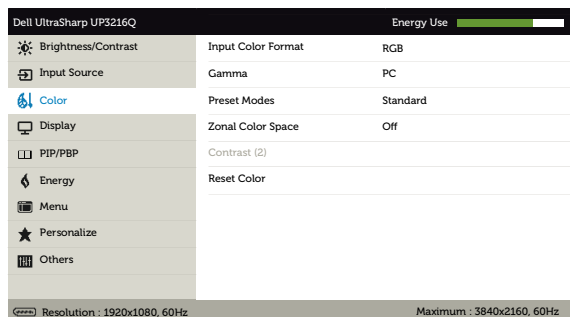 Dell UltraSharp UP3216Q Energy Use
Brightness/Contrast Input Color Format RGB
Input Source Gamma PC
Color Preset Modes Standard
Display Zonal Color Space Off
PIP/PBP Contrast (2)
Energy Reset Color
Menu
Personalize
Others
Resolution : 1920x1080, 60Hz Maximum : 3840x2160, 60Hz